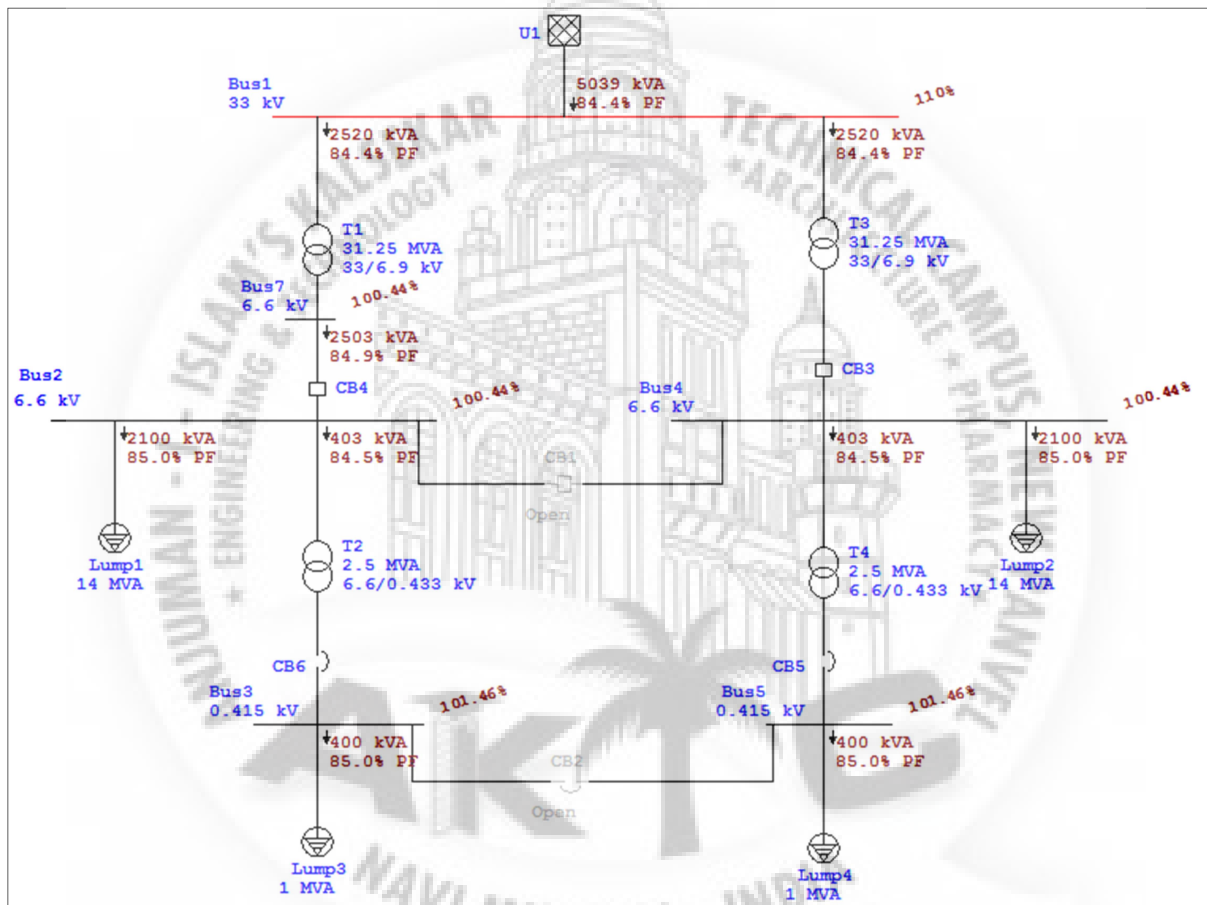 U1
Bus1
33 kV
5039 kVA
84.4% PF
110%
2520 kVA
84.4% PF
2520 kVA
84.4% PF
T1
31.25 MVA
33/6.9 kV
T3
31.25 MVA
33/6.9 kV
Bus7
6.6 kV
100.44%
2503 kVA
84.9% PF
CB4
CB3
Bus2
6.6 kV
100.44%
Bus4
6.6 kV
100.44%
2100 kVA
85.0% PF
403 kVA
84.5% PF
403 kVA
84.5% PF
2100 kVA
85.0% PF
CB1
Open
Lump1
14 MVA
T2
2.5 MVA
6.6/0.433 kV
T4
2.5 MVA
6.6/0.433 kV
Lump2
14 MVA
CB6
CB5
Bus3
0.415 kV
101.46%
Bus5
0.415 kV
101.46%
400 kVA
85.0% PF
400 kVA
85.0% PF
CB2
Open
Lump3
1 MVA
Lump4
1 MVA
ISLAM'S KALSEKAR
TECHNICAL CAMPUS
ENGINEERING &
PHARMACY
AKTC